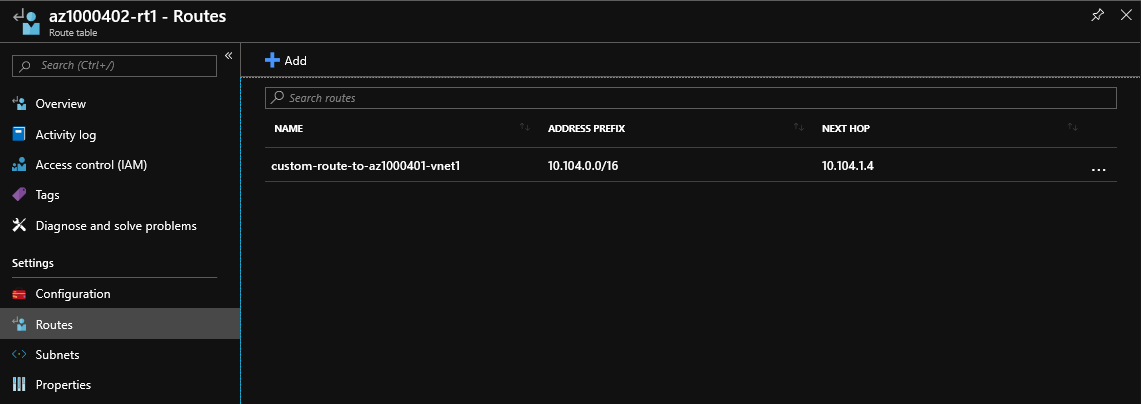 az1000402-rt1 - Routes
Route table
Search (Ctrl+/)
«
Overview
Activity log
Access control (IAM)
Tags
Diagnose and solve problems
Settings
Configuration
Routes
Subnets
Properties
Add
Search routes
NAME ADDRESS PREFIX NEXT HOP
custom-route-to-az1000401-vnet1 10.104.0.0/16 10.104.1.4 ...